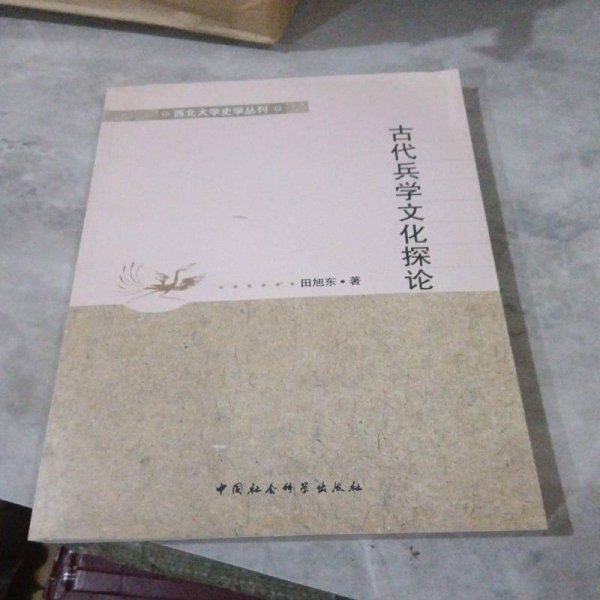 西北大学史学丛刊
古代兵学文化探论
田旭东·著
中国社会科学出版社